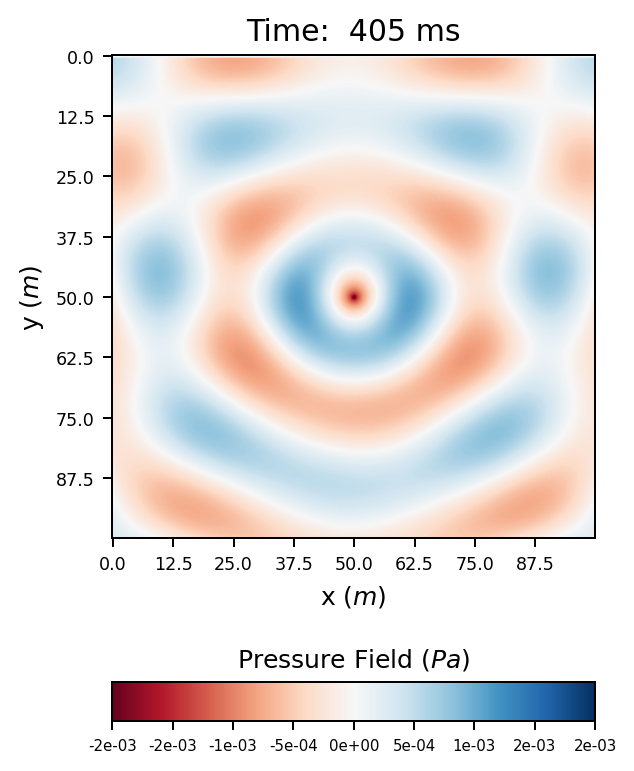 Time:  405 ms
0.0
12.5
25.0
37.5
50.0
62.5
75.0
87.5
y (m)
0.0 12.5 25.0 37.5 50.0 62.5 75.0 87.5
x (m)
Pressure Field (Pa)
-2e-03 -2e-03 -1e-03 -5e-04 0e+00 5e-04 1e-03 2e-03 2e-03